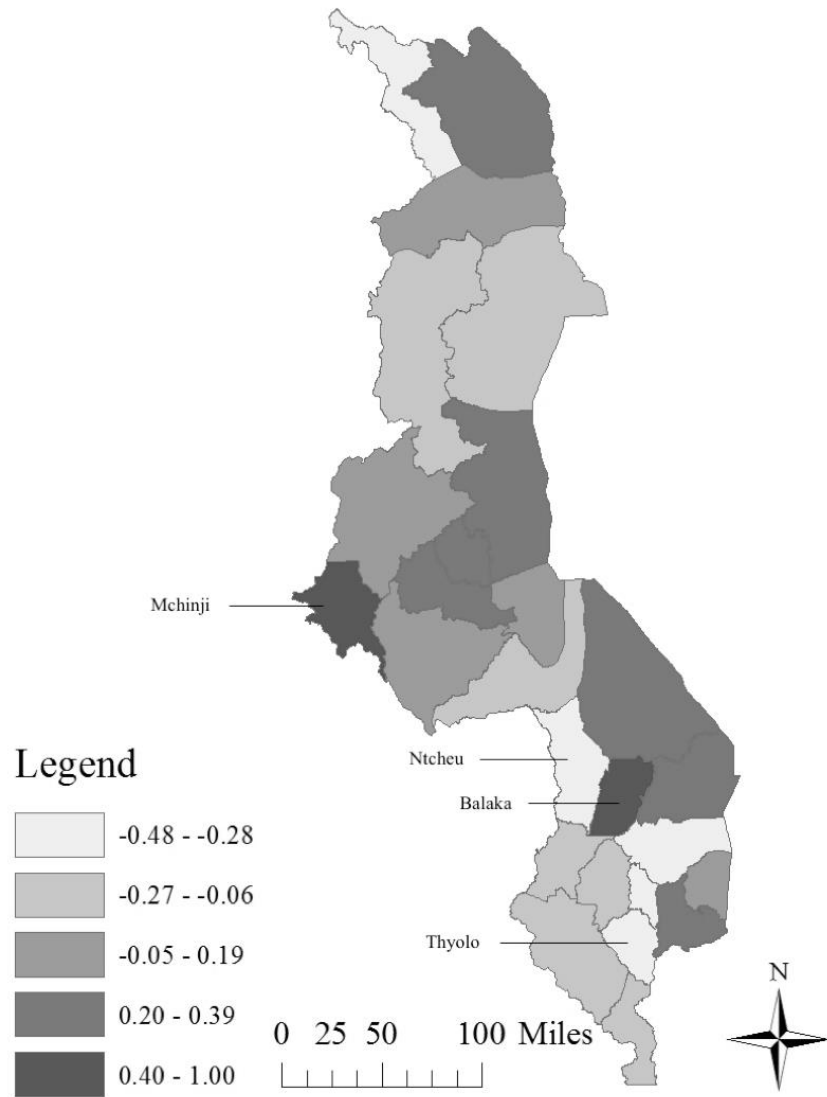 Mchinji
Ntcheu
Balaka
Thyolo
Legend
-0.48 - -0.28
-0.27 - -0.06
-0.05 - 0.19
0.20 - 0.39
0.40 - 1.00
0 25 50 100 Miles
N